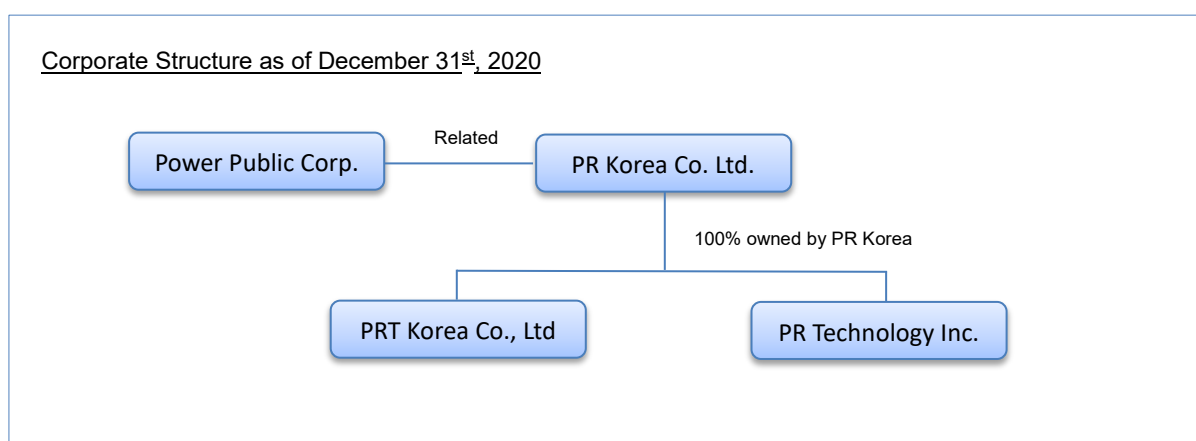 Corporate Structure as of December 31st, 2020
Related
Power Public Corp.
PR Korea Co. Ltd.
100% owned by PR Korea
PRT Korea Co., Ltd
PR Technology Inc.